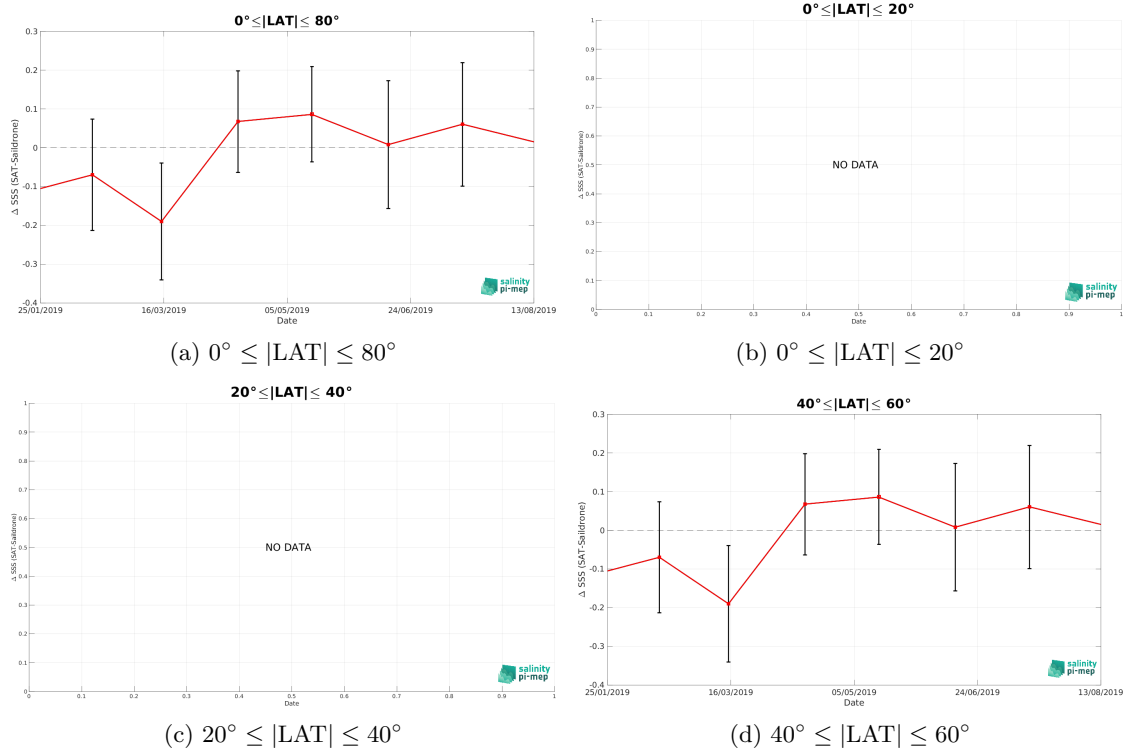 0°≤|LAT|≤ 80°
0.3
0.2
0.1
0
-0.1
-0.2
-0.3
-0.4
Δ SSS (SAT-Saildrone)
25/01/2019 16/03/2019 05/05/2019 24/06/2019 13/08/2019
Date
salinity
pi-mep
(a) 0° ≤ |LAT| ≤ 80°
0°≤|LAT|≤ 20°
1
0.9
0.8
0.7
0.6
0.5
0.4
0.3
0.2
0.1
0
Δ SSS (SAT-Saildrone)
NO DATA
0 0.1 0.2 0.3 0.4 0.5 0.6 0.7 0.8 0.9 1
Date
salinity
pi-mep
(b) 0° ≤ |LAT| ≤ 20°
20°≤|LAT|≤ 40°
1
0.9
0.8
0.7
0.6
0.5
0.4
0.3
0.2
0.1
0
Δ SSS (SAT-Saildrone)
NO DATA
0 0.1 0.2 0.3 0.4 0.5 0.6 0.7 0.8 0.9 1
Date
salinity
pi-mep
(c) 20° ≤ |LAT| ≤ 40°
40°≤|LAT|≤ 60°
0.3
0.2
0.1
0
-0.1
-0.2
-0.3
-0.4
Δ SSS (SAT-Saildrone)
25/01/2019 16/03/2019 05/05/2019 24/06/2019 13/08/2019
Date
salinity
pi-mep
(d) 40° ≤ |LAT| ≤ 60°